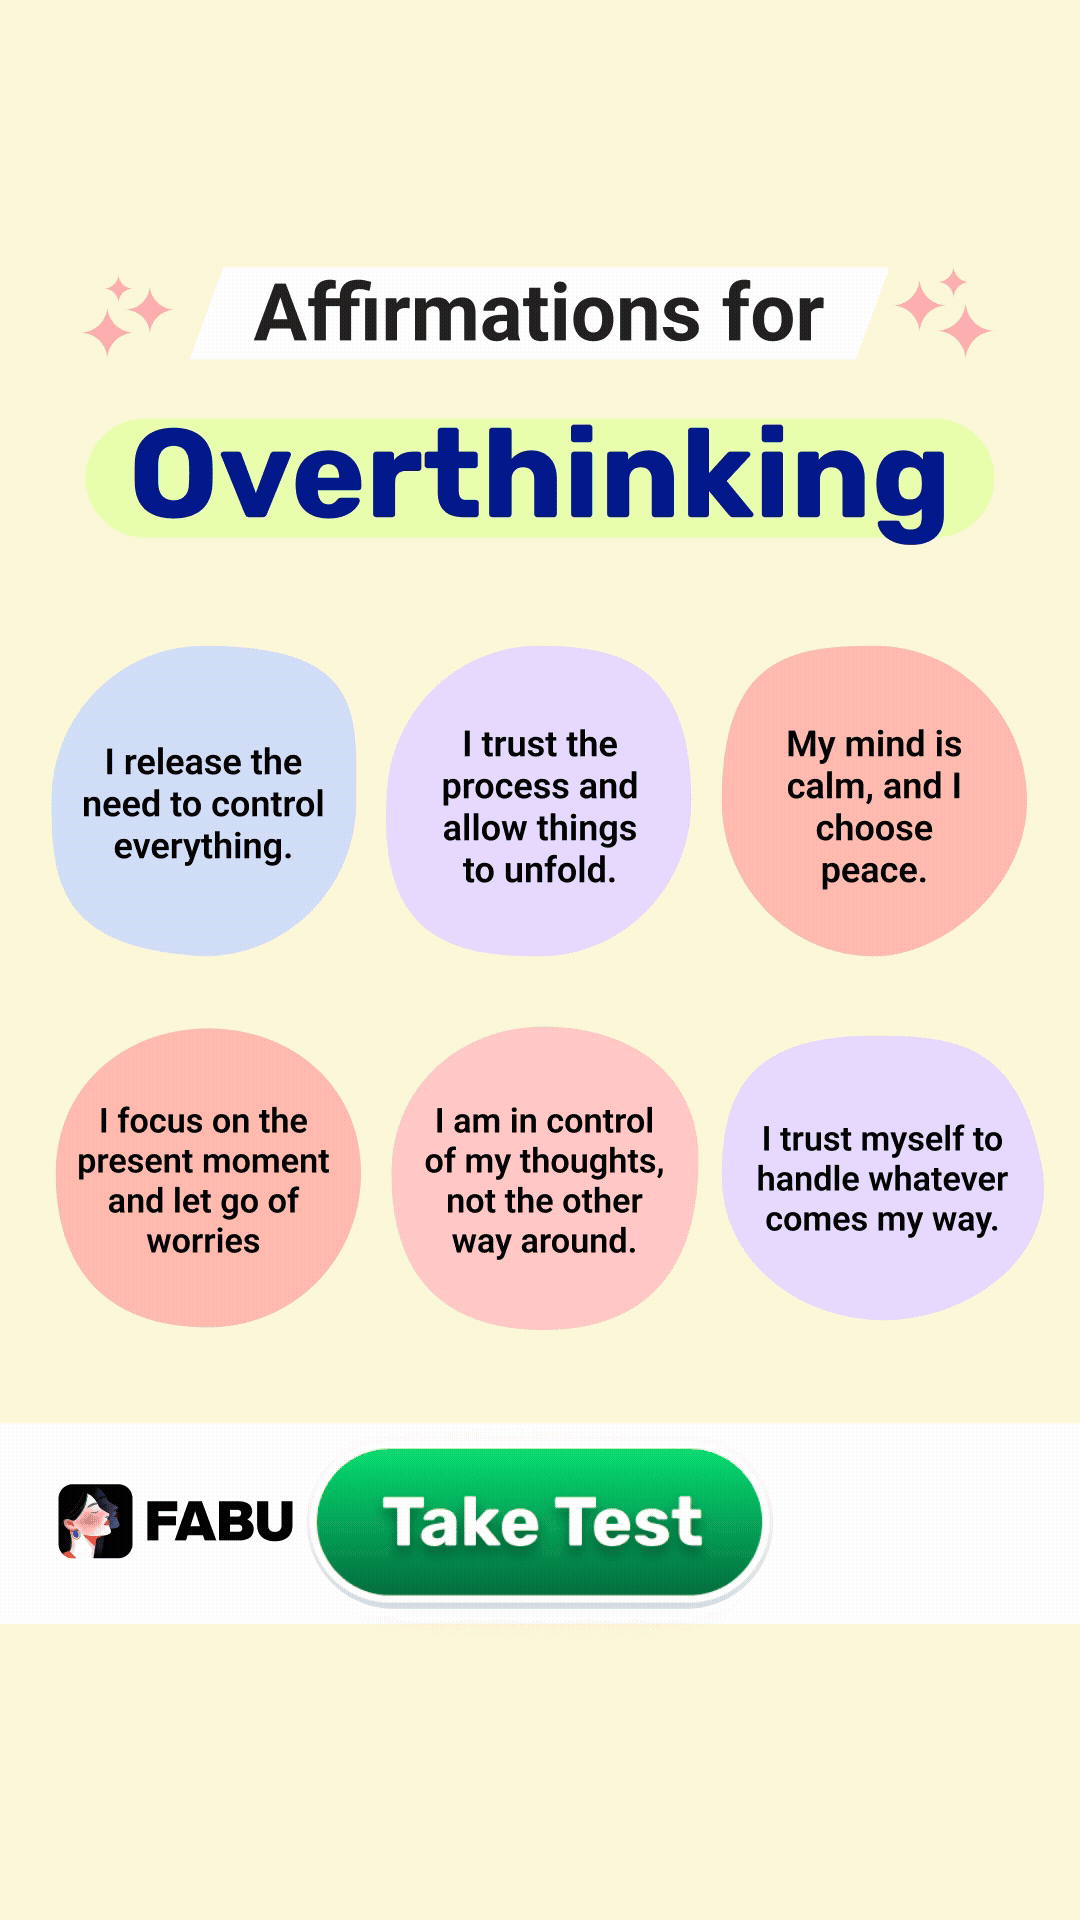 Affirmations for
Overthinking
I release the
need to control
everything.
I trust the
process and
allow things
to unfold.
My mind is
calm, and I
choose
peace.
I focus on the
present moment
and let go of
worries
I am in control
of my thoughts,
not the other
way around.
I trust myself to
handle whatever
comes my way.
FABU
Take Test